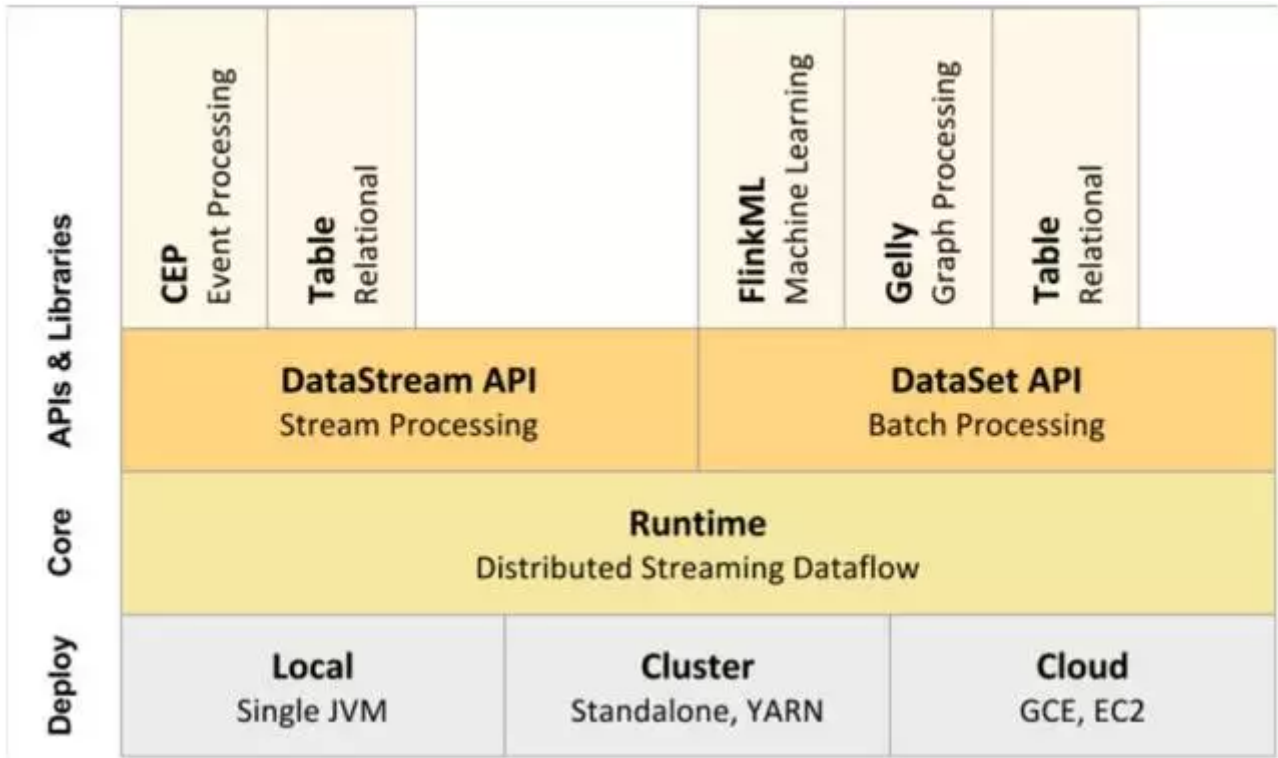 APIs & Libraries
CEP
Event Processing
Table
Relational
FlinkML
Machine Learning
Gelly
Graph Processing
Table
Relational
DataStream API
Stream Processing
DataSet API
Batch Processing
Core
Runtime
Distributed Streaming Dataflow
Deploy
Local
Single JVM
Cluster
Standalone, YARN
Cloud
GCE, EC2